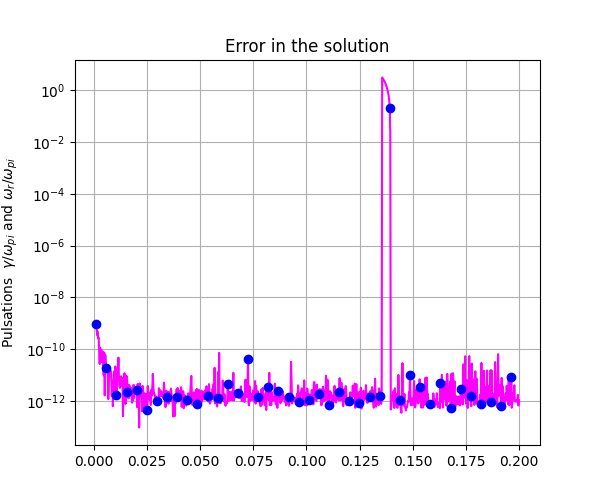 Error in the solution
Pulsations γ/ω_pi and ω_r/ω_pi
10^0
10^-2
10^-4
10^-6
10^-8
10^-10
10^-12
0.000 0.025 0.050 0.075 0.100 0.125 0.150 0.175 0.200